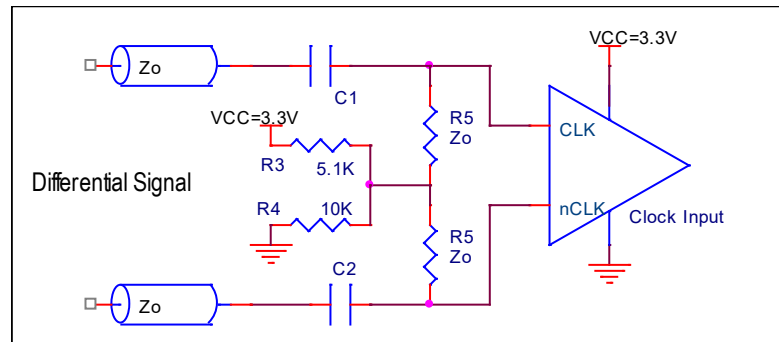 VCC=3.3V
Zo
C1
VCC=3.3V
R5
Zo
CLK
R3
5.1K
Differential Signal
R4
10K
nCLK
Clock Input
R5
Zo
C2
Zo